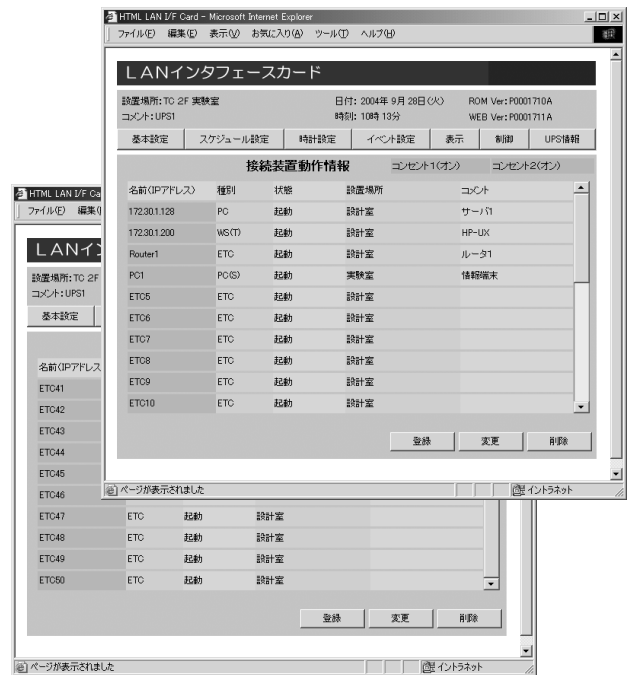 HTML LAN I/F Card - Microsoft Internet Explorer
ファイル(F) 編集(E) 表示(V) お気に入り(A) ツール(T) ヘルプ(H)
LANインタフェースカード
設置場所:TC 2F 実験室 日付: 2004年 9月 28日(火) ROM Ver:P0001710A
コメント:UPS1 時刻: 10時 13分 WEB Ver:P0001711A
基本設定 スケジュール設定 時計設定 イベント設定 表示 制御 UPS情報
接続装置動作情報 コンセント1(オン) コンセント2(オン)
名前(IPアドレス) 種別 状態 設置場所 コメント
172.30.1.128 PC 起動 設計室 サーバ1
172.30.1.200 WS(T) 起動 設計室 HP-UX
Router1 ETC 起動 設計室 ルータ1
PC1 PC(S) 起動 実験室 情報端末
ETC5 ETC 起動 設計室
ETC6 ETC 起動 設計室
ETC7 ETC 起動 設計室
ETC8 ETC 起動 設計室
ETC9 ETC 起動 設計室
ETC10 ETC 起動 設計室
登録 変更 削除
ページが表示されました イントラネット
HTML LAN I/F Ca
ファイル(F) 編集(
LANイン
設置場所:TC 2F
コメント:UPS1
基本設定
名前(IPアドレス
ETC41
ETC42
ETC43
ETC44
ETC45
ETC46
ETC47 ETC 起動 設計室
ETC48 ETC 起動 設計室
ETC49 ETC 起動 設計室
ETC50 ETC 起動 設計室
登録 変更 削除
ページが表示されました イントラネット